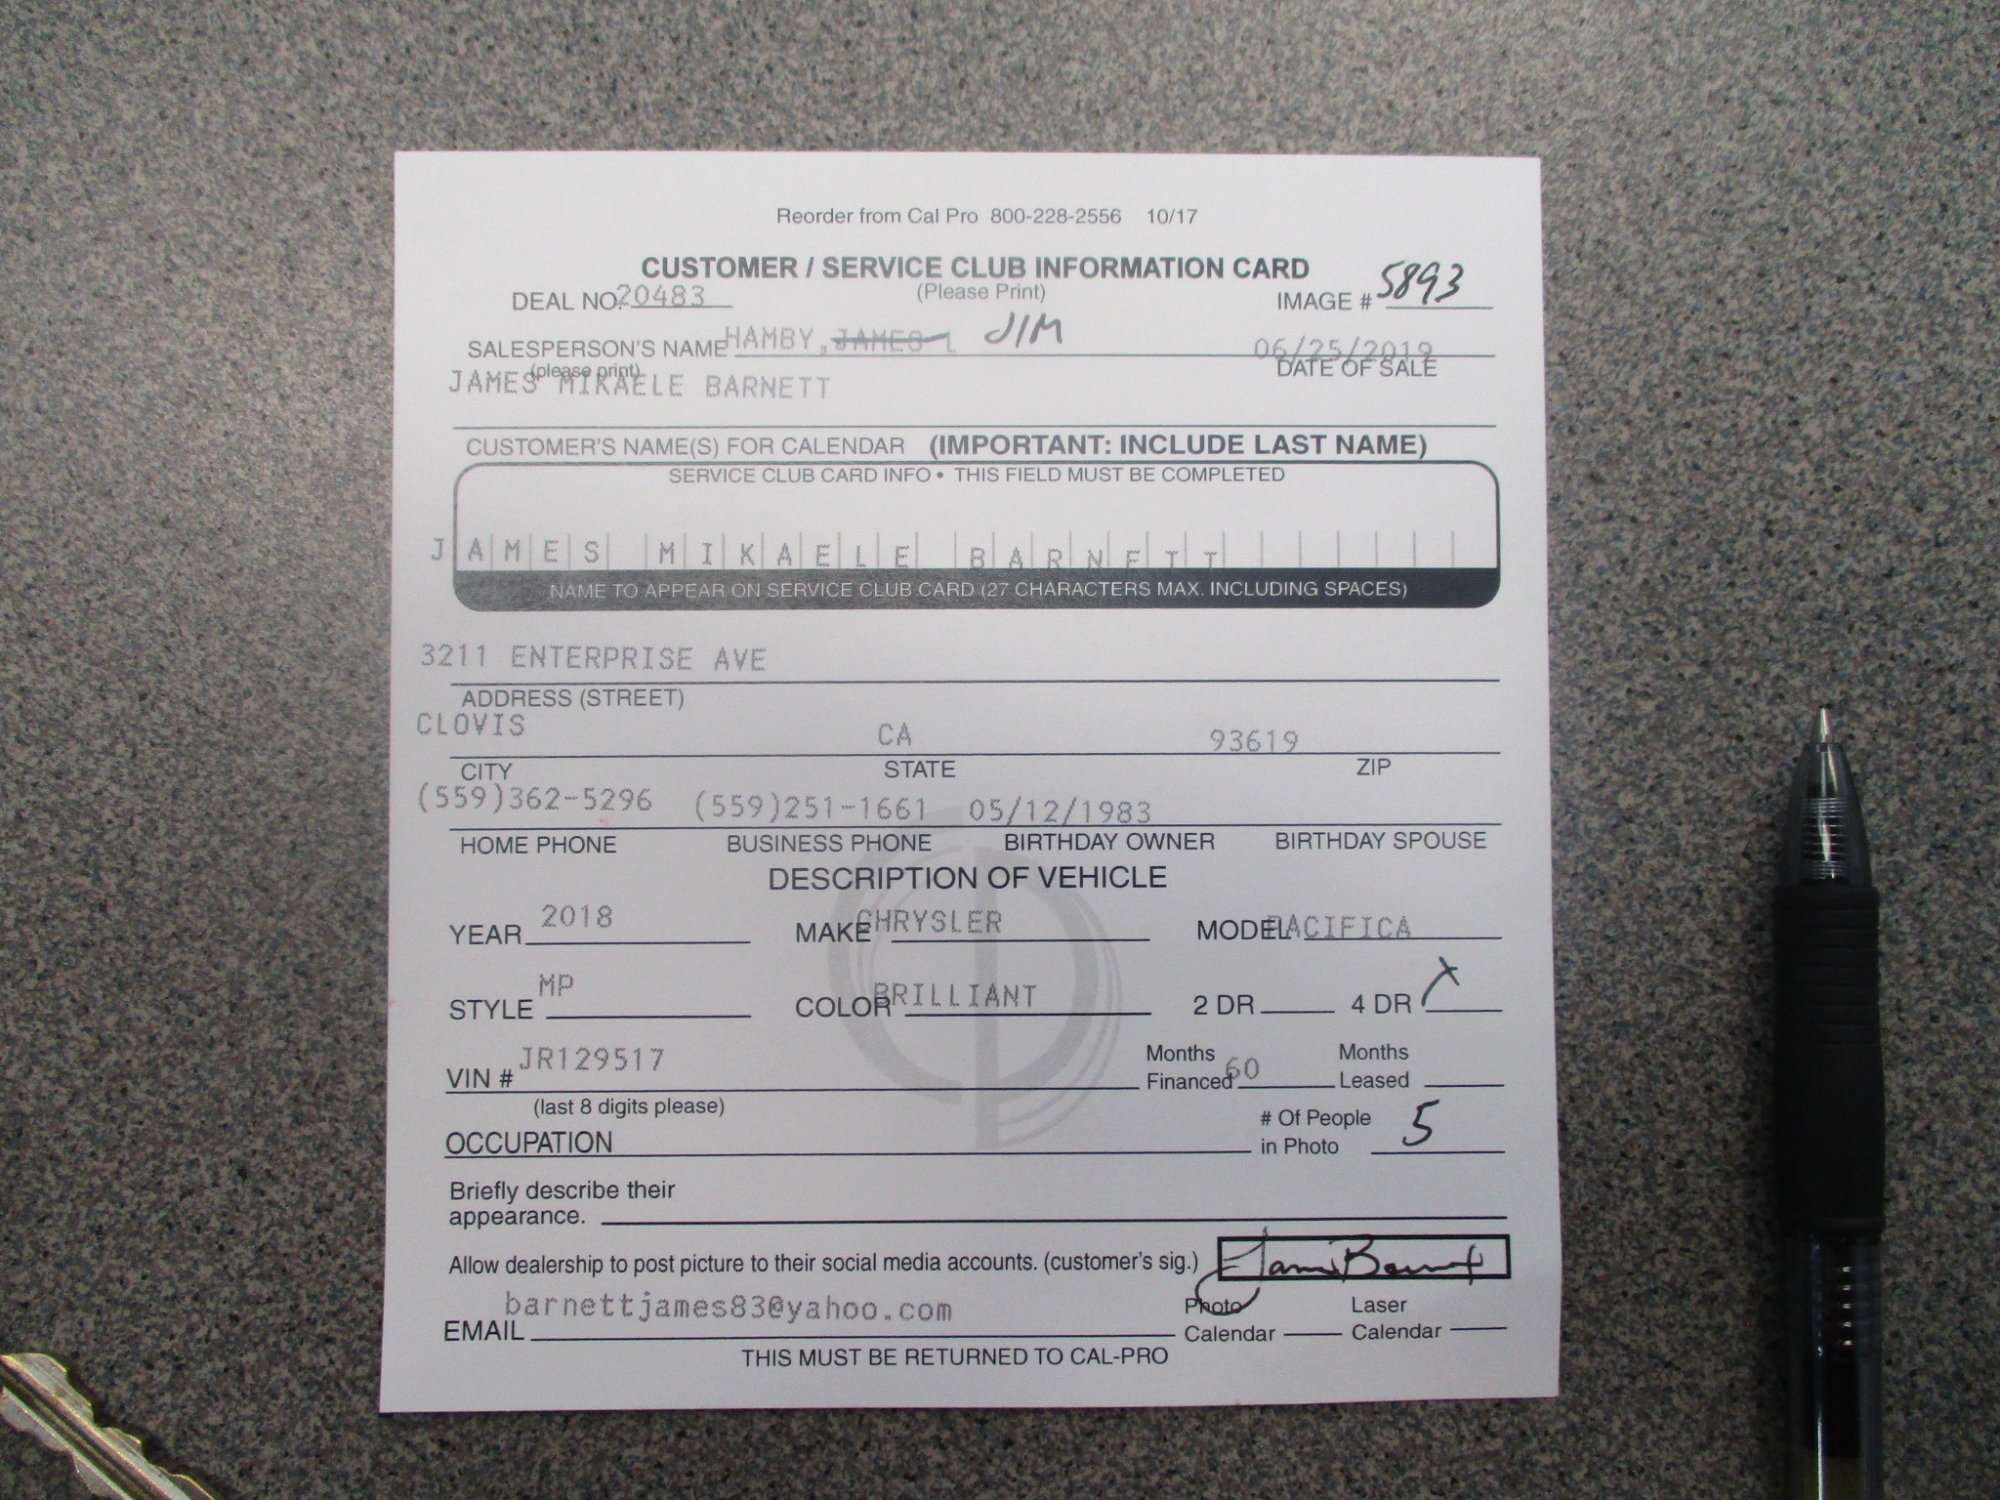 Reorder from Cal Pro 800-228-2556 10/17
CUSTOMER / SERVICE CLUB INFORMATION CARD
(Please Print)
DEAL NO. 20483
IMAGE # 5893
SALESPERSON'S NAME HAMBY, JAMES L JIM
(please print)
06/25/2019
DATE OF SALE
JAMES MIKAELE BARNETT
CUSTOMER'S NAME(S) FOR CALENDAR (IMPORTANT: INCLUDE LAST NAME)
SERVICE CLUB CARD INFO • THIS FIELD MUST BE COMPLETED
JAMES MIKAELE BARNETT
NAME TO APPEAR ON SERVICE CLUB CARD (27 CHARACTERS MAX. INCLUDING SPACES)
3211 ENTERPRISE AVE
ADDRESS (STREET)
CLOVIS CA 93619
CITY STATE ZIP
(559)362-5296 (559)251-1661 05/12/1983
HOME PHONE BUSINESS PHONE BIRTHDAY OWNER BIRTHDAY SPOUSE
DESCRIPTION OF VEHICLE
YEAR 2018 MAKE CHRYSLER MODEL PACIFICA
STYLE MP COLOR BRILLIANT 2 DR 4 DR X
VIN # JR129517
(last 8 digits please)
Months Financed 60 Months Leased
OCCUPATION
# Of People in Photo 5
Briefly describe their
appearance.
Allow dealership to post picture to their social media accounts. (customer's sig.) James Barnett
EMAIL barnettjames83@yahoo.com
Photo Calendar Laser Calendar
THIS MUST BE RETURNED TO CAL-PRO